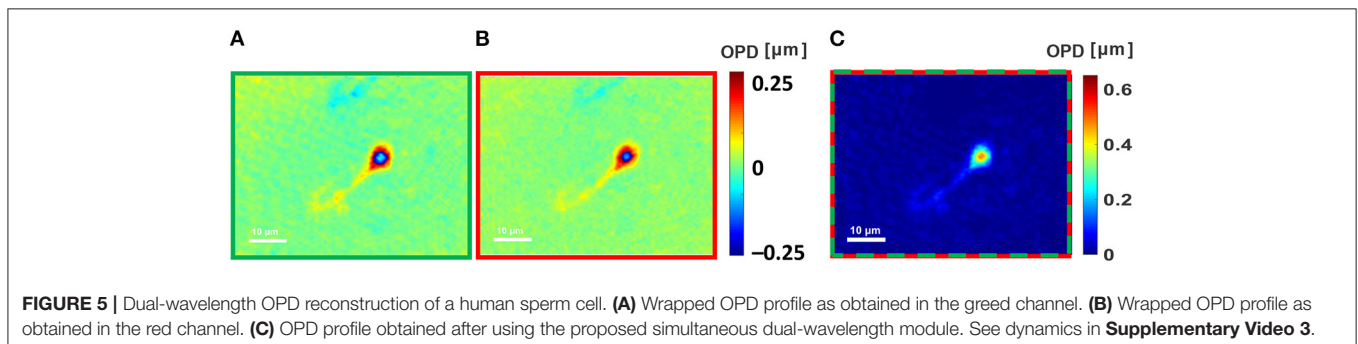 A
B
C
OPD [µm]
OPD [µm]
0.25
0
−0.25
0.6
0.4
0.2
0
10 µm
10 µm
10 µm
FIGURE 5 | Dual-wavelength OPD reconstruction of a human sperm cell. (A) Wrapped OPD profile as obtained in the greed channel. (B) Wrapped OPD profile as
obtained in the red channel. (C) OPD profile obtained after using the proposed simultaneous dual-wavelength module. See dynamics in Supplementary Video 3.